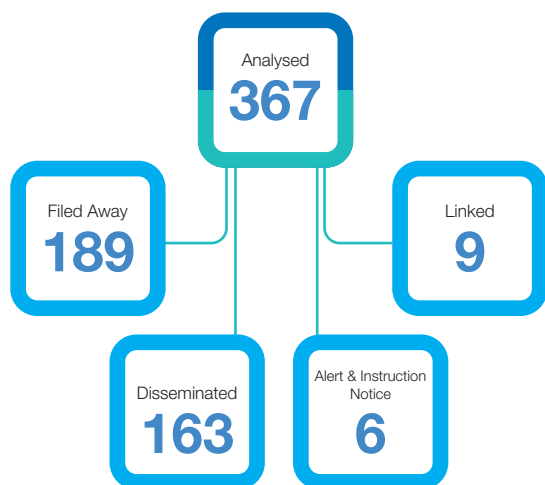 Analysed
367
Filed Away
189
Linked
9
Disseminated
163
Alert & Instruction
Notice
6